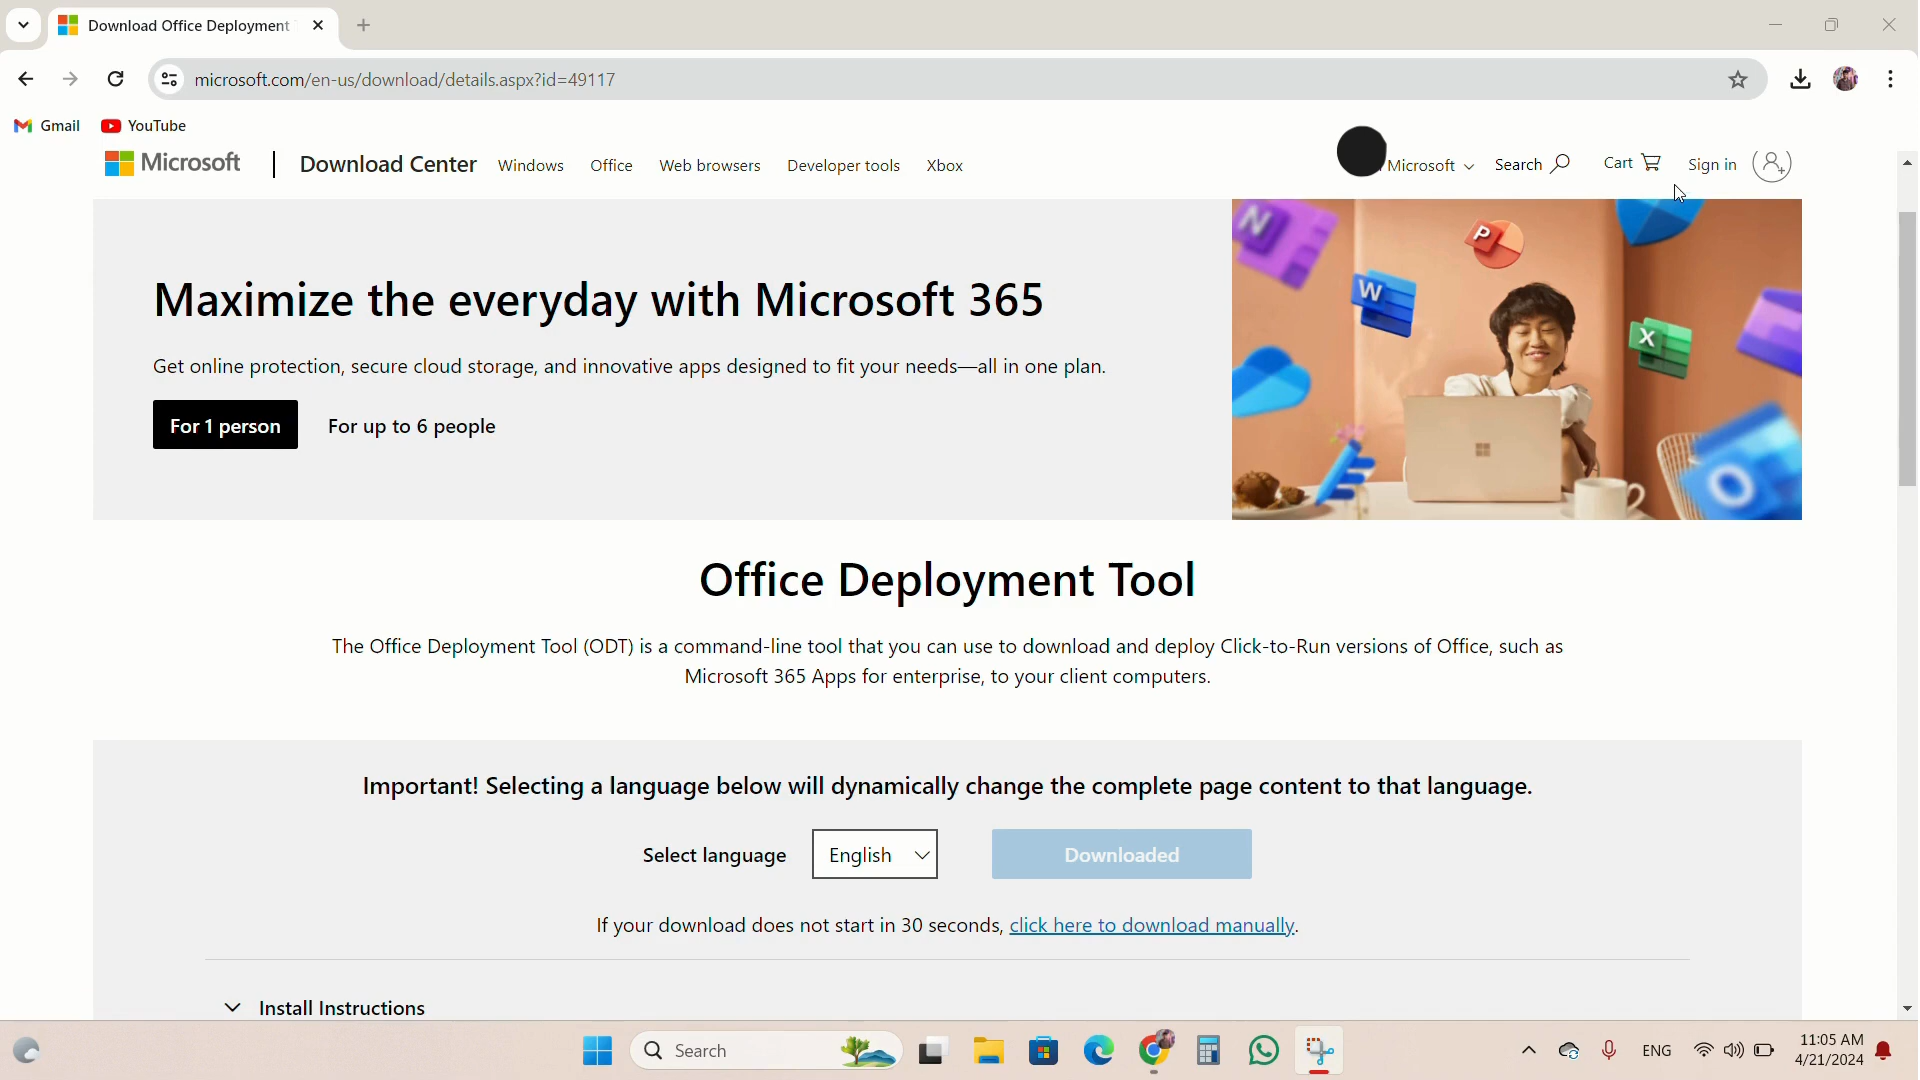 Download Office Deployment
microsoft.com/en-us/download/details.aspx?id=49117
Gmail YouTube
Microsoft Download Center Windows Office Web browsers Developer tools Xbox Microsoft Search Cart Sign in
Maximize the everyday with Microsoft 365
Get online protection, secure cloud storage, and innovative apps designed to fit your needs—all in one plan.
For 1 person For up to 6 people
N P W X O
Office Deployment Tool
The Office Deployment Tool (ODT) is a command-line tool that you can use to download and deploy Click-to-Run versions of Office, such as
Microsoft 365 Apps for enterprise, to your client computers.
Important! Selecting a language below will dynamically change the complete page content to that language.
Select language English Downloaded
If your download does not start in 30 seconds, click here to download manually.
Install Instructions
Search ENG 11:05 AM
4/21/2024